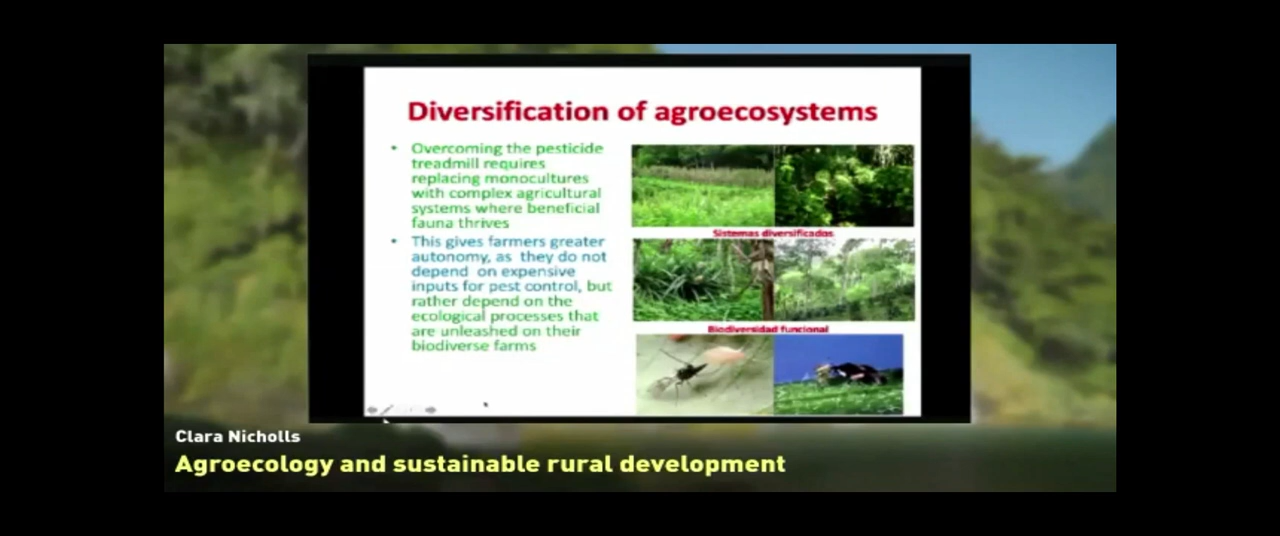 Diversification of agroecosystems
• Overcoming the pesticide
treadmill requires
replacing monocultures
with complex agricultural
systems where beneficial
fauna thrives
• This gives farmers greater
autonomy, as they do not
depend on expensive
inputs for pest control, but
rather depend on the
ecological processes that
are unleashed on their
biodiverse farms
Sistemas diversificados
Biodiversidad funcional
Clara Nicholls
Agroecology and sustainable rural development